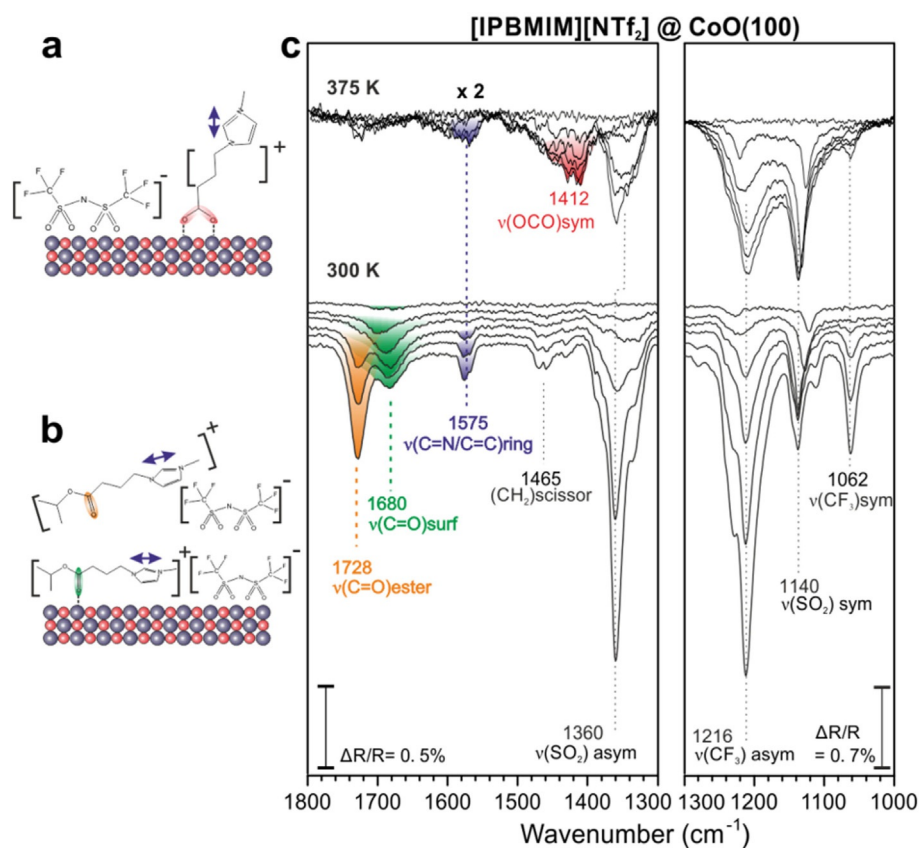 [IPBMIM][NTf₂] @ CoO(100)
a
c
375 K
x 2
1412
ν(OCO)sym
300 K
1575
ν(C=N/C=C)ring
1465
(CH₂)scissor
1680
ν(C=O)surf
1728
ν(C=O)ester
1360
ν(SO₂) asym
ΔR/R= 0. 5%
1062
ν(CF₃)sym
1140
ν(SO₂) sym
1216
ν(CF₃) asym
ΔR/R
= 0. 7%
1800 1700 1600 1500 1400 1300
1300 1200 1100 1000
Wavenumber (cm⁻¹)
b
F F F C S N S C F F F O O O O N N + -
O O N N + F F F C S N S C F F F O O O O -
O N N + F F F C S N S C F F F O O O O -